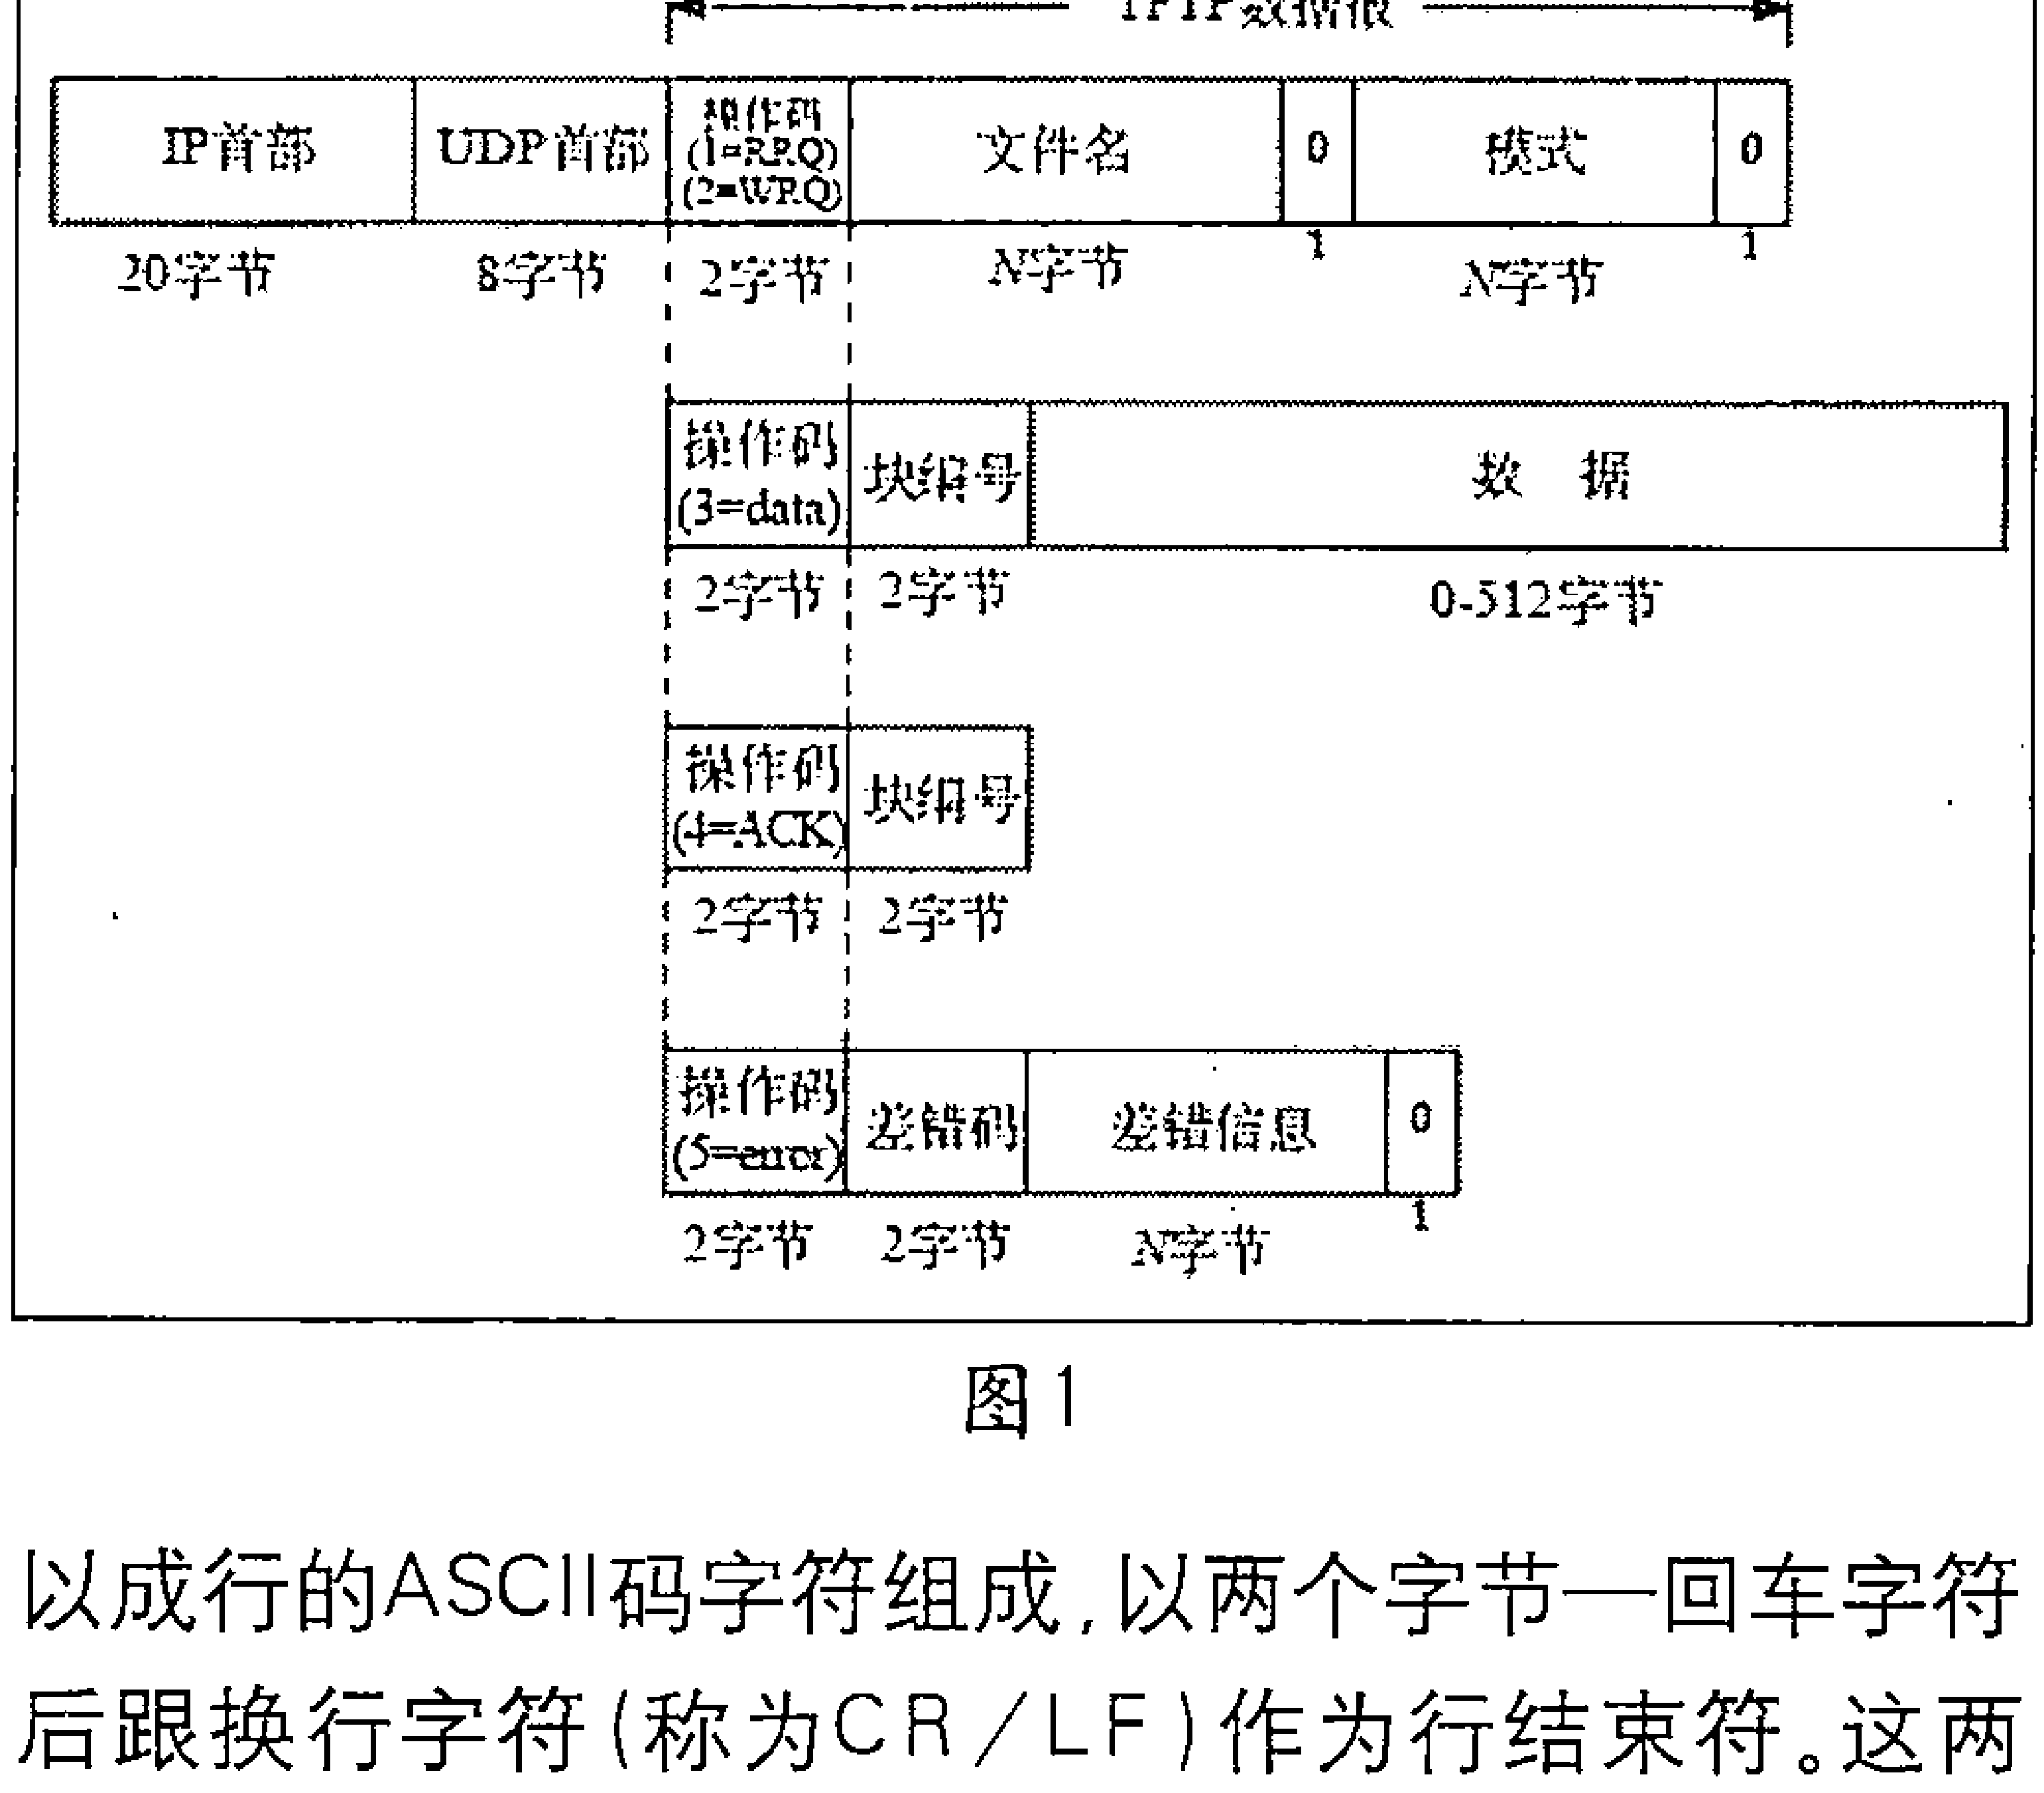 TFTP数据报
IP首部 UDP首部 操作码 文件名 0 模式 0
(1=RRQ)
(2=WRQ)
20字节 8字节 2字节 N字节 1 N字节 1
操作码 块编号 数 据
(3=data)
2字节 2字节 0-512字节
操作码 块编号
(4=ACK)
2字节 2字节
操作码 差错码 差错信息 0
(5=error)
2字节 2字节 N字节 1
图1
以成行的ASCII码字符组成,以两个字节—回车字符
后跟换行字符(称为CR/LF)作为行结束符。这两